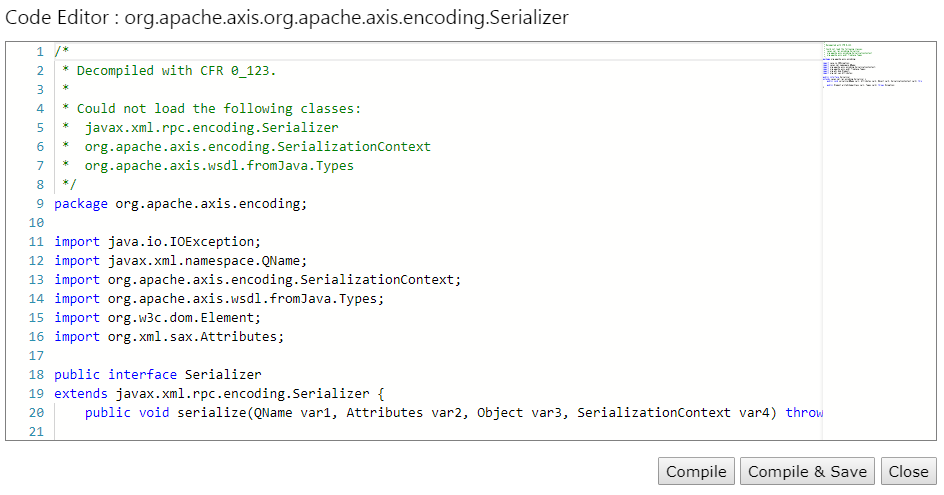 Code Editor : org.apache.axis.org.apache.axis.encoding.Serializer
1 /*
2  * Decompiled with CFR 0_123.
3  *
4  * Could not load the following classes:
5  *  javax.xml.rpc.encoding.Serializer
6  *  org.apache.axis.encoding.SerializationContext
7  *  org.apache.axis.wsdl.fromJava.Types
8  */
9 package org.apache.axis.encoding;
10
11 import java.io.IOException;
12 import javax.xml.namespace.QName;
13 import org.apache.axis.encoding.SerializationContext;
14 import org.apache.axis.wsdl.fromJava.Types;
15 import org.w3c.dom.Element;
16 import org.xml.sax.Attributes;
17
18 public interface Serializer
19 extends javax.xml.rpc.encoding.Serializer {
20     public void serialize(QName var1, Attributes var2, Object var3, SerializationContext var4) throw
21
Compile Compile & Save Close